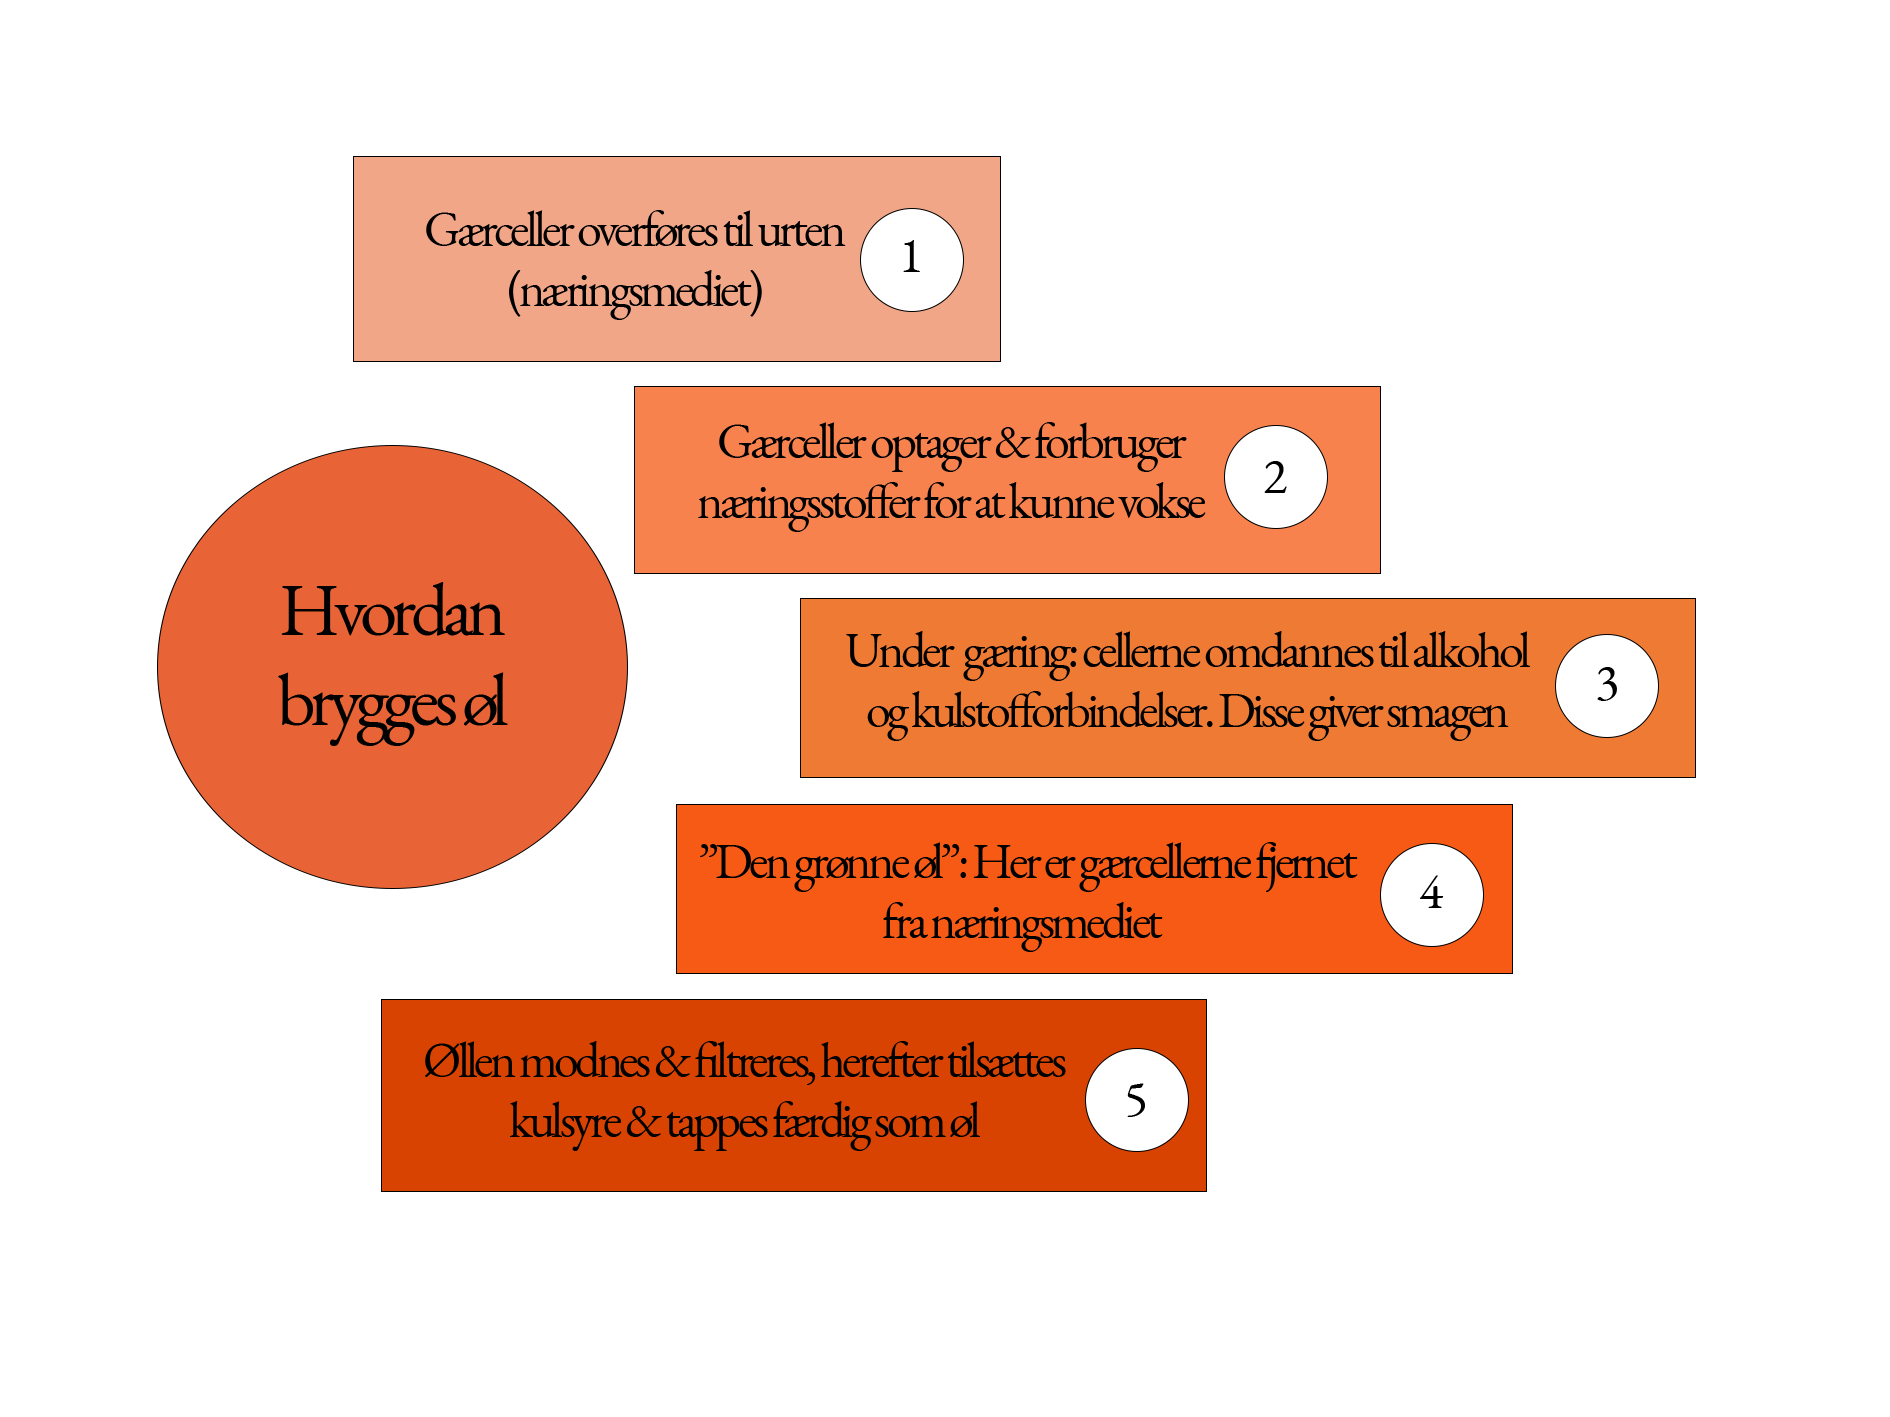 Gærceller overføres til urten
(næringsmediet)
1
Gærceller optager & forbruger
næringsstoffer for at kunne vokse
2
Hvordan
brygges øl
Under gæring: cellerne omdannes til alkohol
og kulstofforbindelser. Disse giver smagen
3
”Den grønne øl”: Her er gærcellerne fjernet
fra næringsmediet
4
Øllen modnes & filtreres, herefter tilsættes
kulsyre & tappes færdig som øl
5